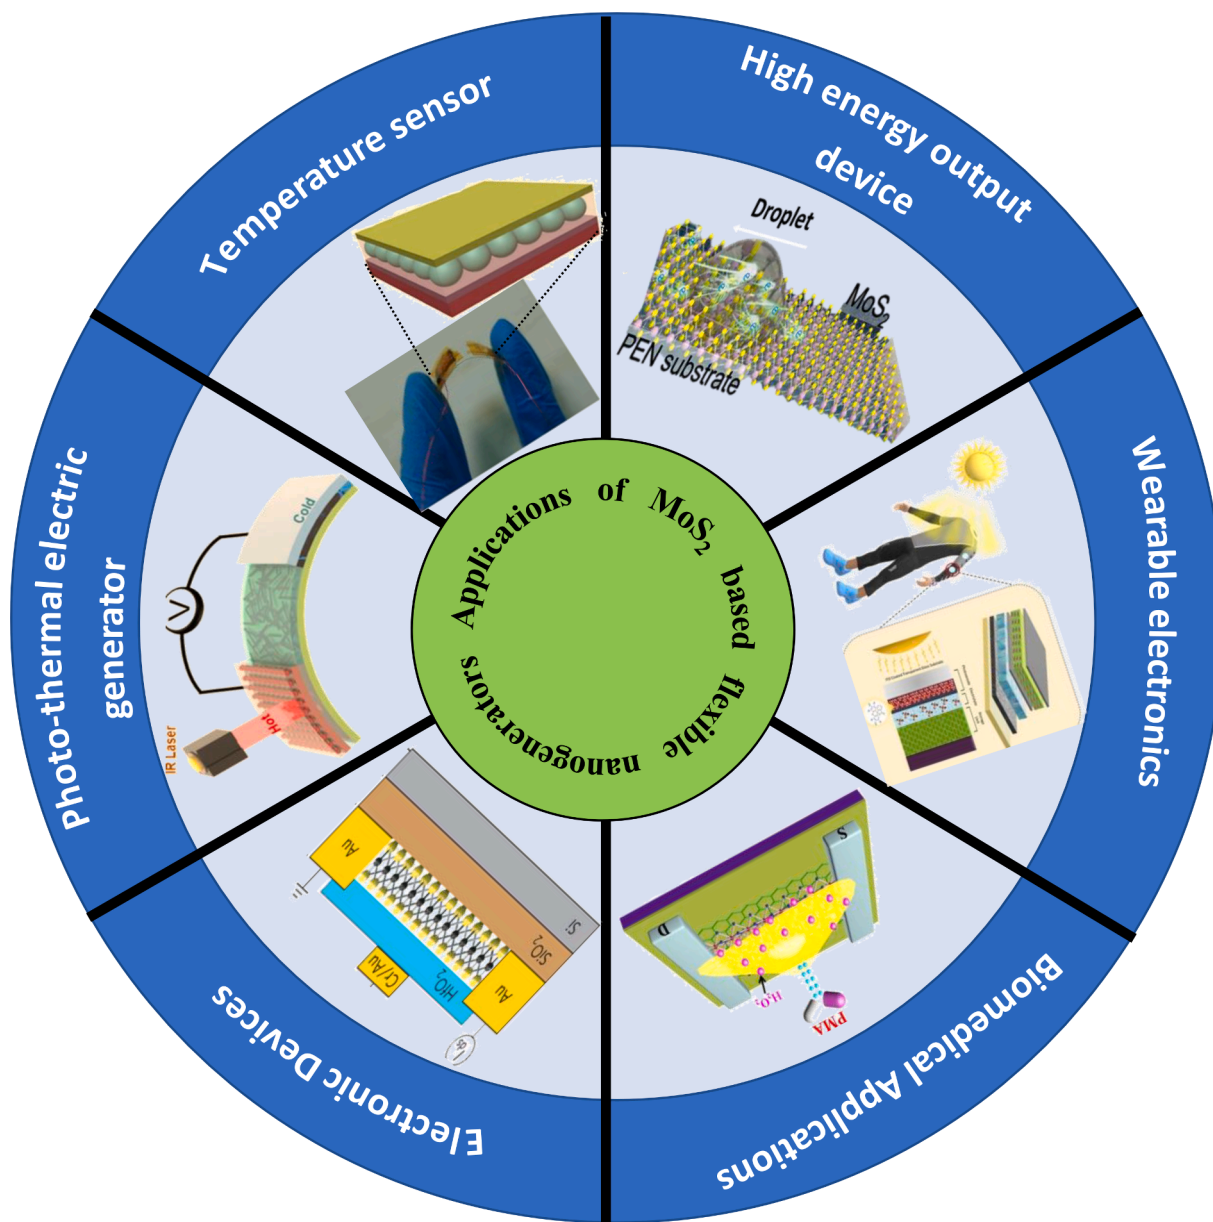 Applications of MoS₂ based flexible nanogenerators
High energy output
device
Droplet
MoS₂
PEN substrate
Wearable electronics
Biomedical Applications
S
D
H₂O₂
PMA
Electronic Devices
Si
SiO₂
Au
Au
HfO₂
Cr/Au
I ds
Photo-thermal electric
generator
Cold
V
Hot
IR Laser
Temperature sensor